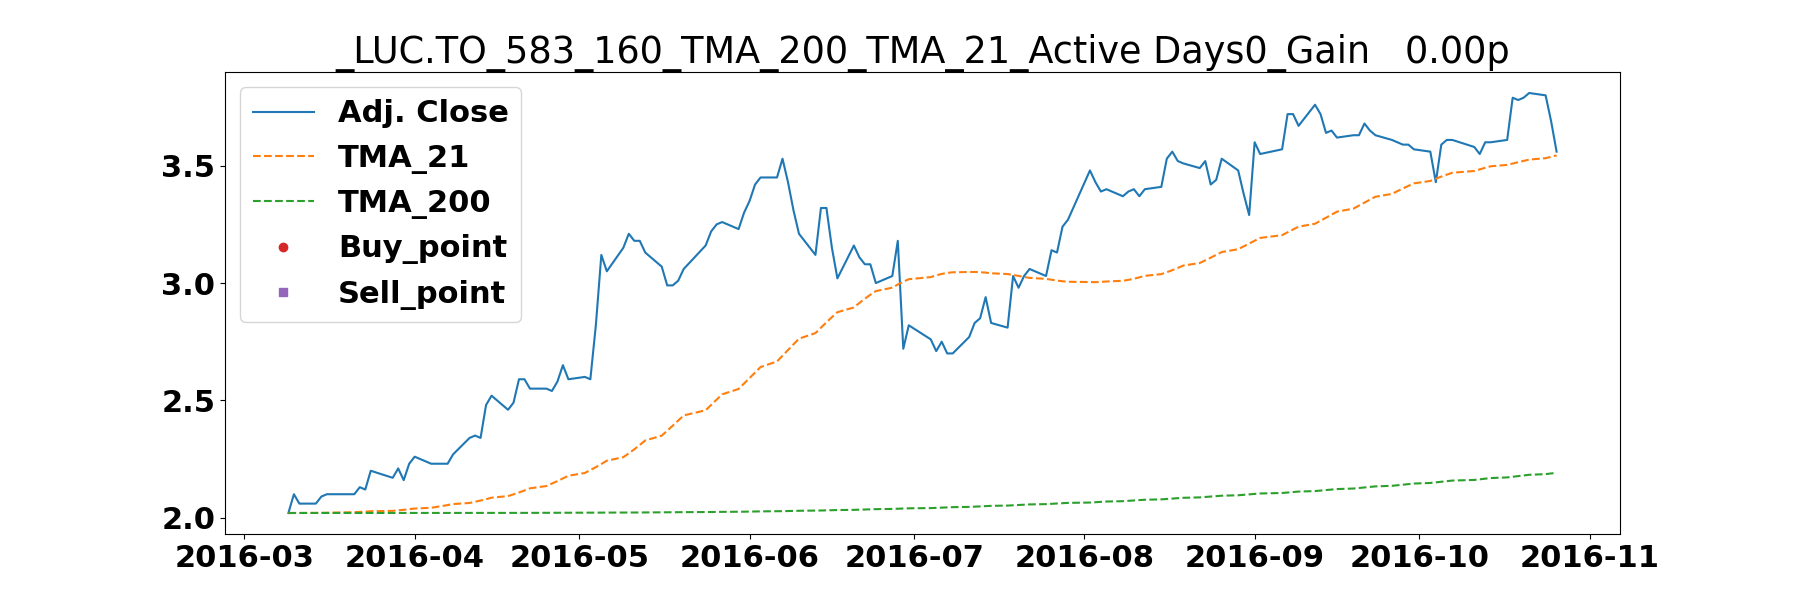 _LUC.TO_583_160_TMA_200_TMA_21_Active Days0_Gain   0.00p
Adj. Close
TMA_21
TMA_200
Buy_point
Sell_point
3.5
3.0
2.5
2.0
2016-03 2016-04 2016-05 2016-06 2016-07 2016-08 2016-09 2016-10 2016-11